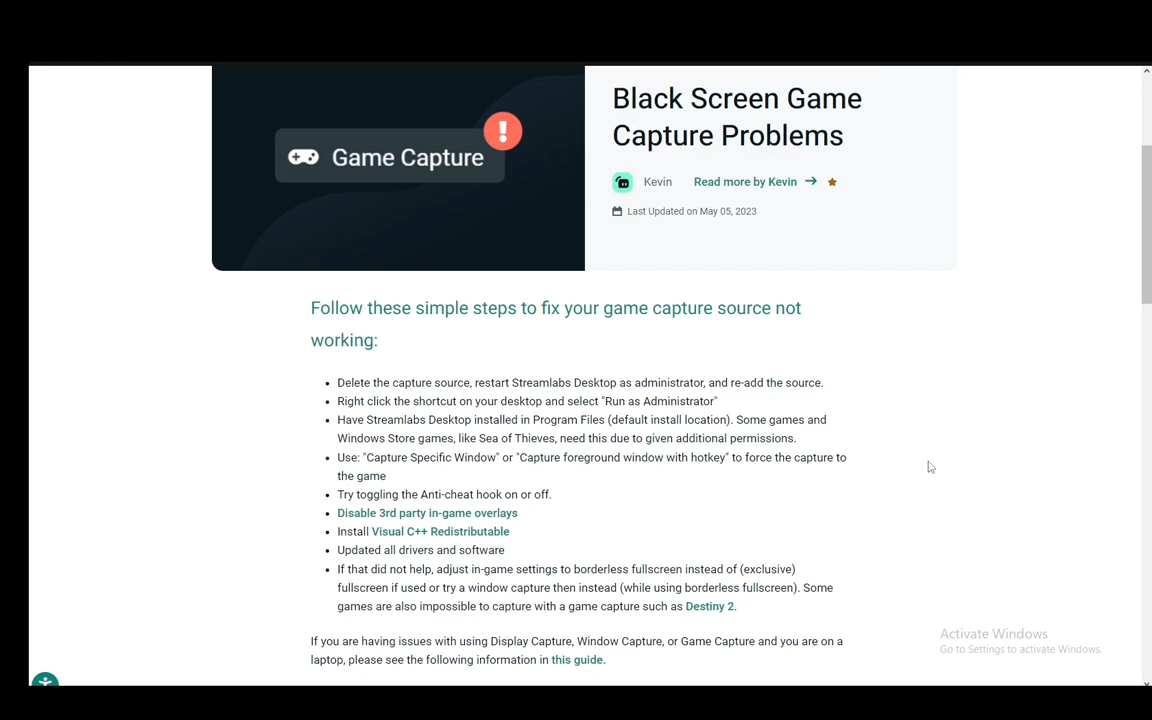 Game Capture
Black Screen Game
Capture Problems
Kevin
Read more by Kevin
Last Updated on May 05, 2023
Follow these simple steps to fix your game capture source not
working:
Delete the capture source, restart Streamlabs Desktop as administrator, and re-add the source.
Right click the shortcut on your desktop and select "Run as Administrator"
Have Streamlabs Desktop installed in Program Files (default install location). Some games and
Windows Store games, like Sea of Thieves, need this due to given additional permissions.
Use: "Capture Specific Window" or "Capture foreground window with hotkey" to force the capture to
the game
Try toggling the Anti-cheat hook on or off.
Disable 3rd party in-game overlays
Install Visual C++ Redistributable
Updated all drivers and software
If that did not help, adjust in-game settings to borderless fullscreen instead of (exclusive)
fullscreen if used or try a window capture then instead (while using borderless fullscreen). Some
games are also impossible to capture with a game capture such as Destiny 2.
If you are having issues with using Display Capture, Window Capture, or Game Capture and you are on a
laptop, please see the following information in this guide.
Activate Windows
Go to Settings to activate Windows.